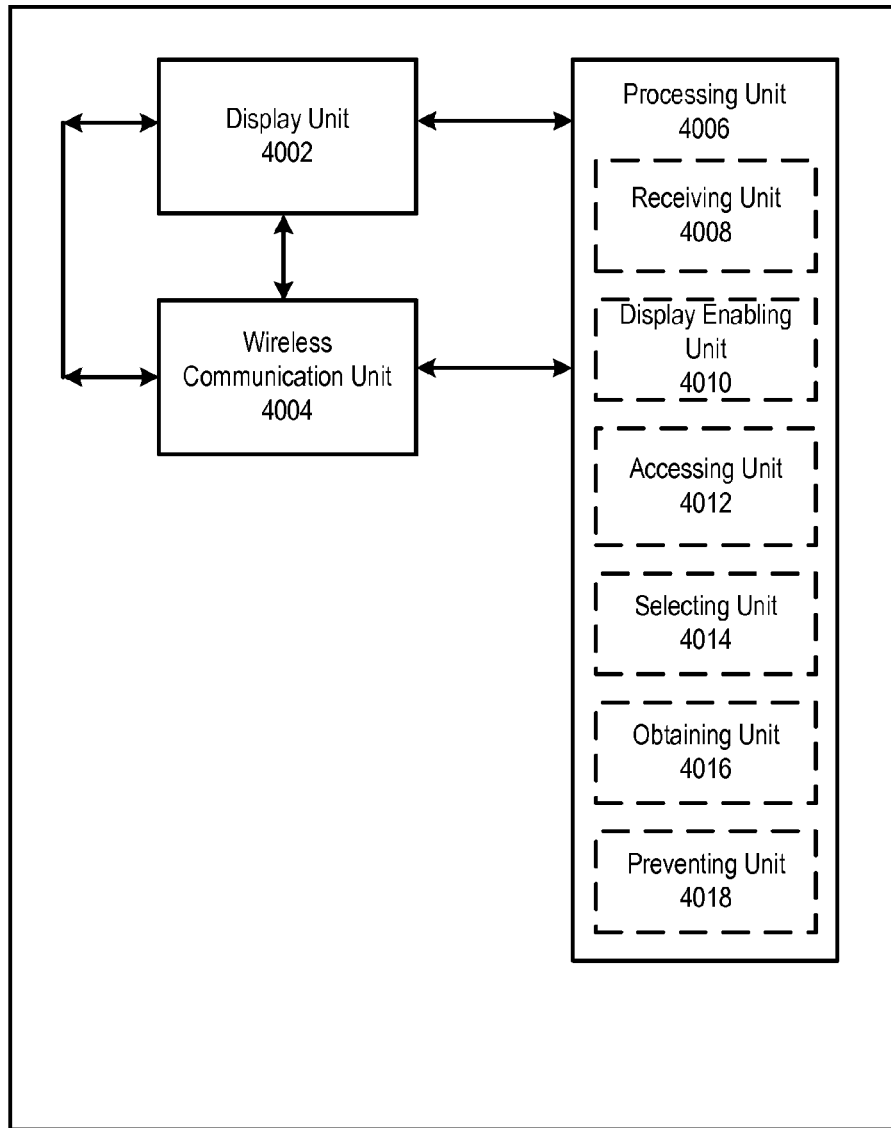 Display Unit
4002
Wireless
Communication Unit
4004
Processing Unit
4006
Receiving Unit
4008
Display Enabling
Unit
4010
Accessing Unit
4012
Selecting Unit
4014
Obtaining Unit
4016
Preventing Unit
4018